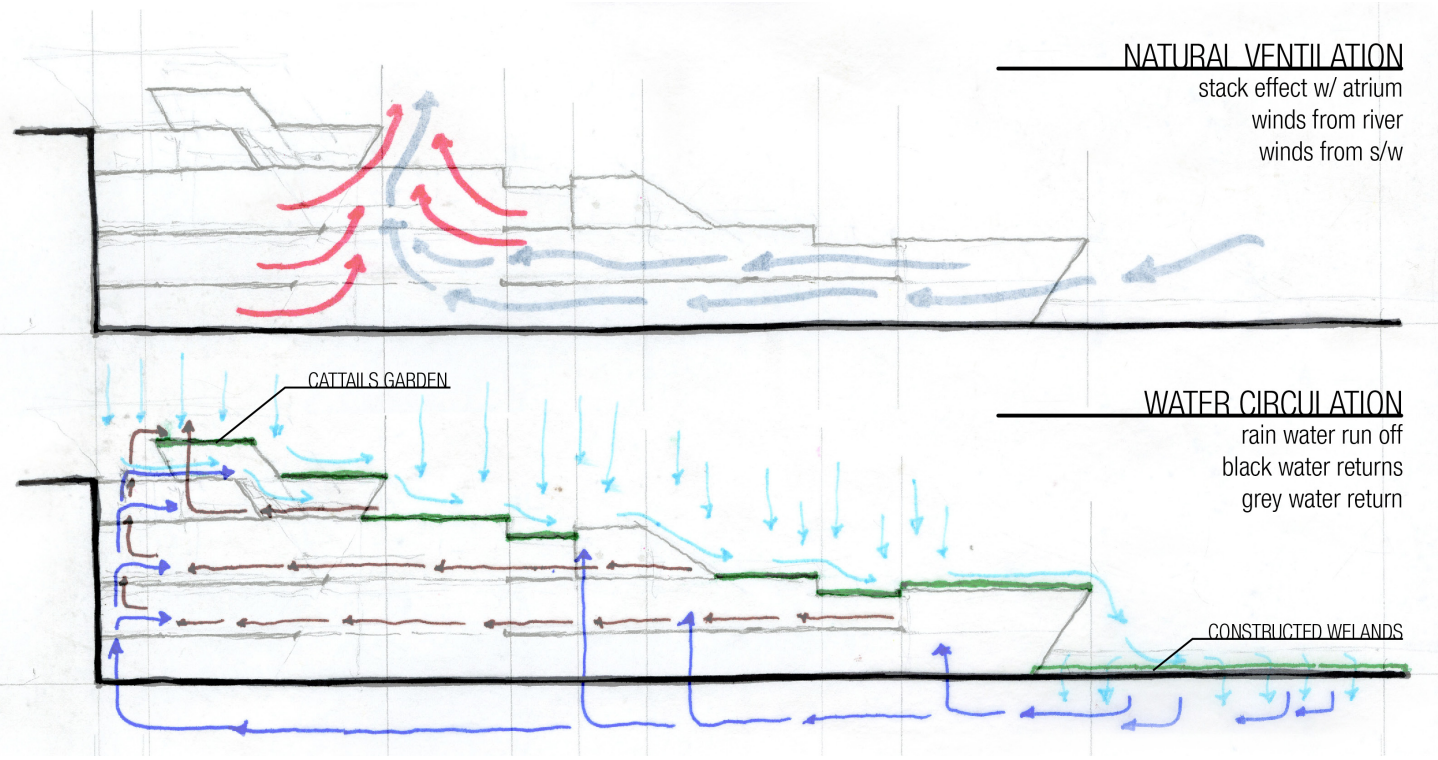 NATURAL VENTILATION
stack effect w/ atrium
winds from river
winds from s/w
CATTAILS GARDEN
WATER CIRCULATION
rain water run off
black water returns
grey water return
CONSTRUCTED WELANDS